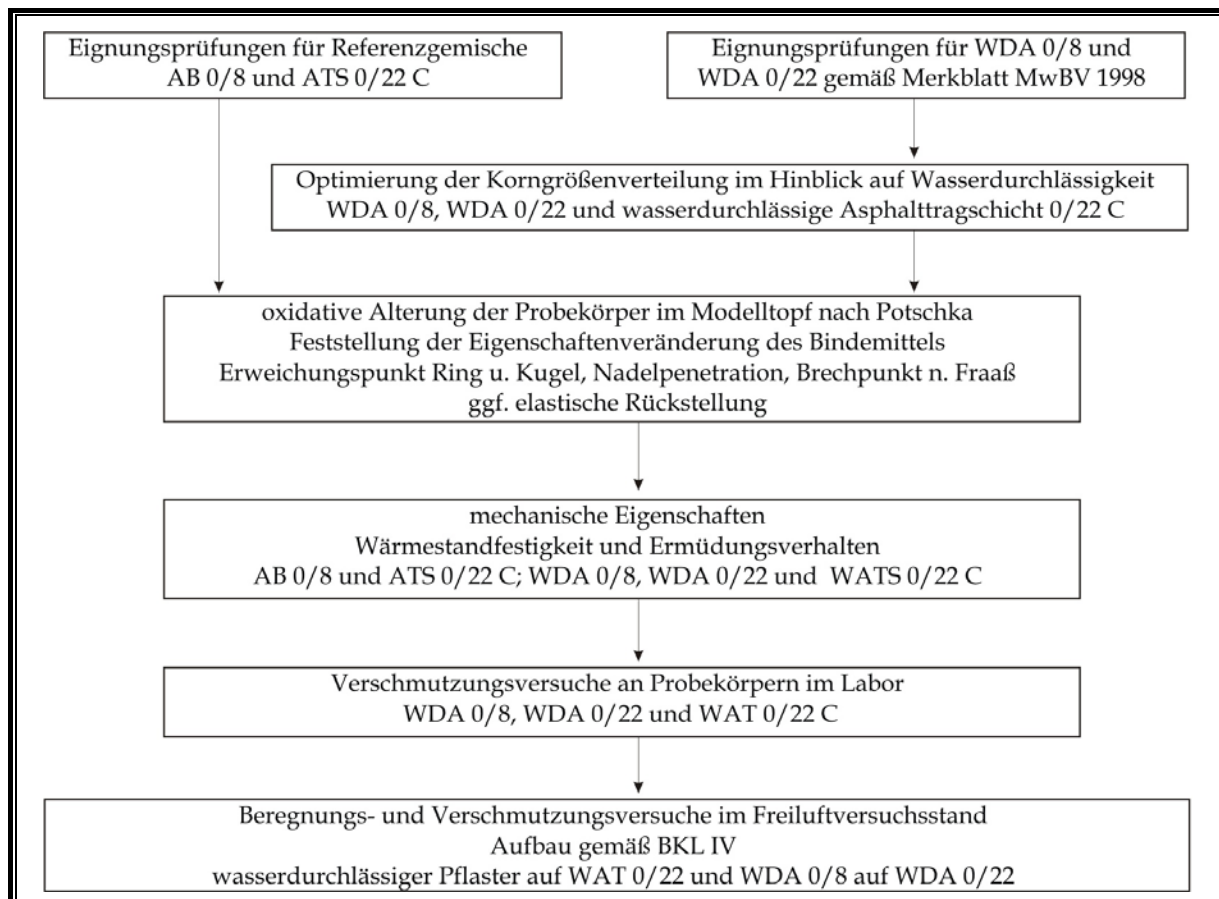 Eignungsprüfungen für Referenzgemische
AB 0/8 und ATS 0/22 C
Eignungsprüfungen für WDA 0/8 und
WDA 0/22 gemäß Merkblatt MwBV 1998
Optimierung der Korngrößenverteilung im Hinblick auf Wasserdurchlässigkeit
WDA 0/8, WDA 0/22 und wasserdurchlässige Asphalttragschicht 0/22 C
oxidative Alterung der Probekörper im Modelltopf nach Potschka
Feststellung der Eigenschaftenveränderung des Bindemittels
Erweichungspunkt Ring u. Kugel, Nadelpenetration, Brechpunkt n. Fraaß
ggf. elastische Rückstellung
mechanische Eigenschaften
Wärmestandfestigkeit und Ermüdungsverhalten
AB 0/8 und ATS 0/22 C; WDA 0/8, WDA 0/22 und WATS 0/22 C
Verschmutzungsversuche an Probekörpern im Labor
WDA 0/8, WDA 0/22 und WAT 0/22 C
Beregnungs- und Verschmutzungsversuche im Freiluftversuchsstand
Aufbau gemäß BKL IV
wasserdurchlässiger Pflaster auf WAT 0/22 und WDA 0/8 auf WDA 0/22